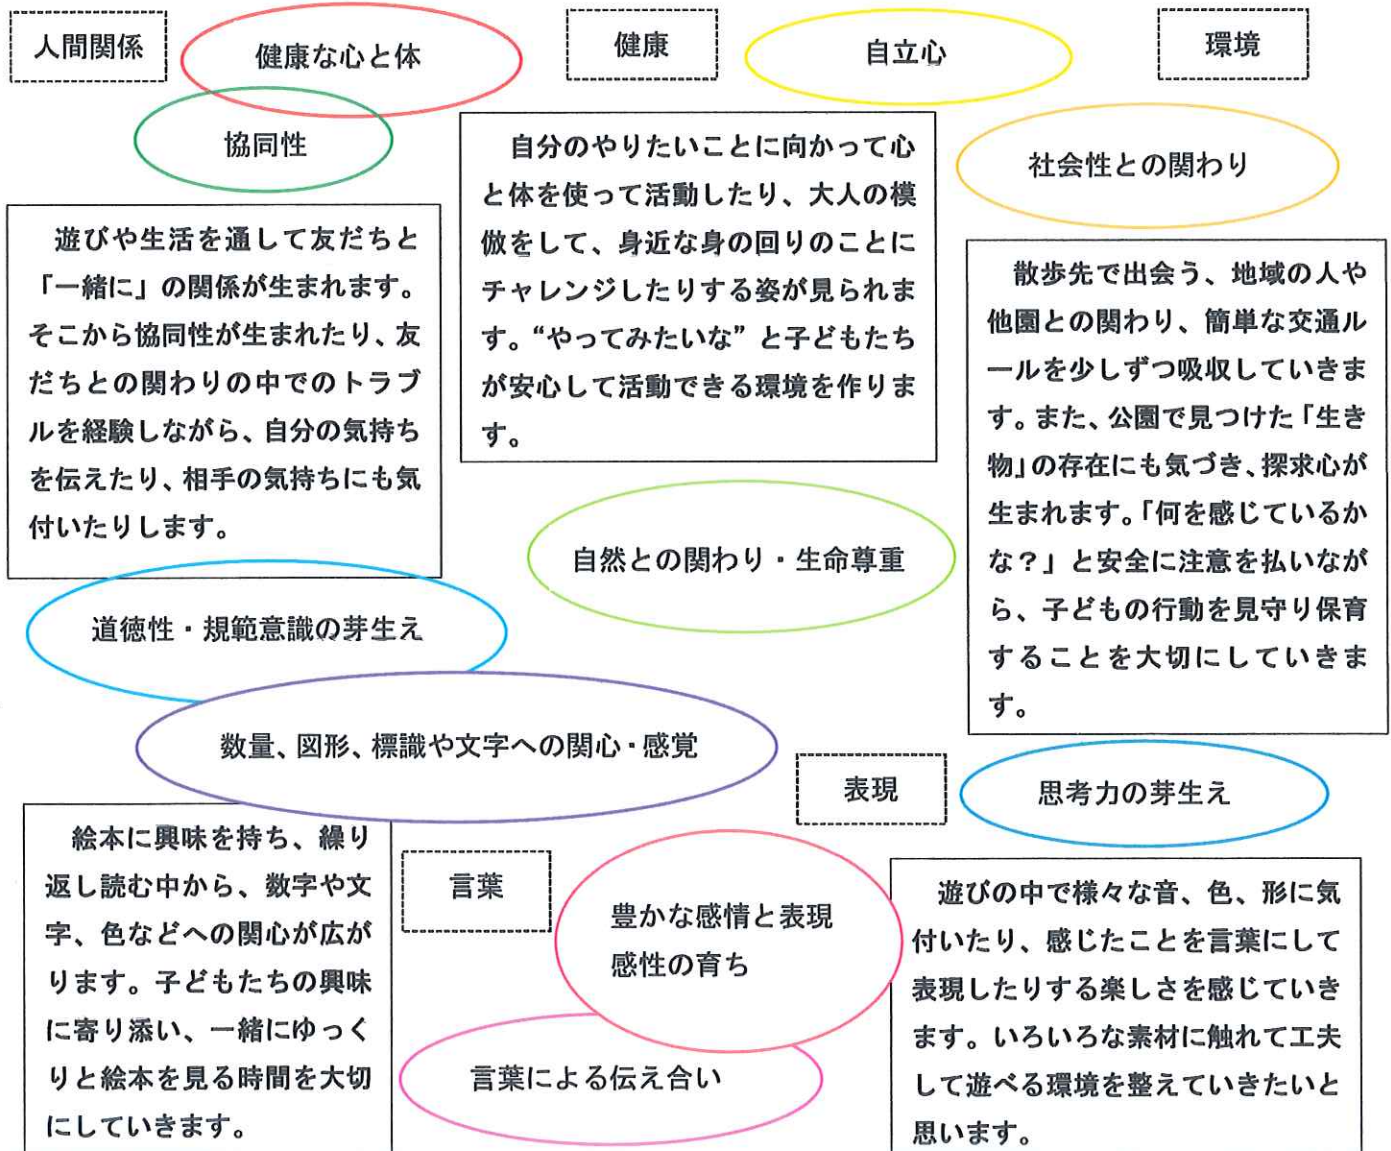 人間関係
健康な心と体
健康
自立心
環境
協同性
社会性との関わり
自分のやりたいことに向かって心
と体を使って活動したり、大人の模
倣をして、身近な身の回りのことに
チャレンジしたりする姿が見られま
す。“やってみたいな”と子どもたち
が安心して活動できる環境を作りま
す。
遊びや生活を通して友だちと
「一緒に」の関係が生まれます。
そこから協同性が生まれたり、友
だちとの関わりの中でのトラブ
ルを経験しながら、自分の気持ち
を伝えたり、相手の気持ちにも気
付いたりします。
散歩先で出会う、地域の人や
他園との関わり、簡単な交通ル
ールを少しずつ吸収していきま
す。また、公園で見つけた「生き
物」の存在にも気づき、探求心が
生まれます。「何を感じているか
な？」と安全に注意を払いなが
ら、子どもの行動を見守り保育
することを大切にしていきま
す。
自然との関わり・生命尊重
道徳性・規範意識の芽生え
数量、図形、標識や文字への関心・感覚
表現
思考力の芽生え
絵本に興味を持ち、繰り
返し読む中から、数字や文
字、色などへの関心が広が
ります。子どもたちの興味
に寄り添い、一緒にゆっく
りと絵本を見る時間を大切
にしていきます。
言葉
豊かな感情と表現
感性の育ち
言葉による伝え合い
遊びの中で様々な音、色、形に気
付いたり、感じたことを言葉にして
表現したりする楽しさを感じていき
ます。いろいろな素材に触れて工夫
して遊べる環境を整えていきたいと
思います。